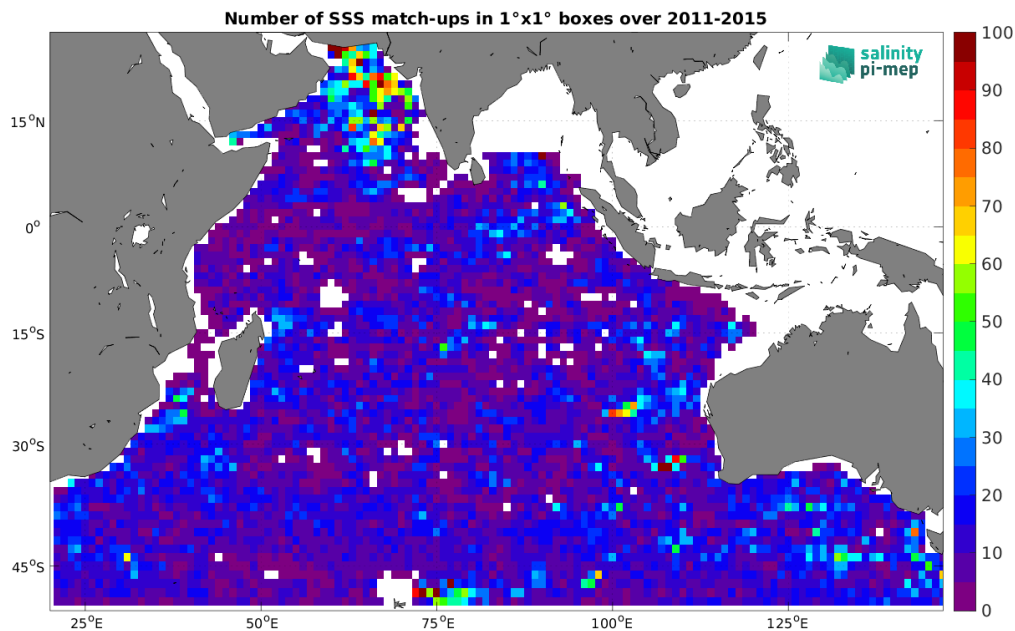 Number of SSS match-ups in 1°x1° boxes over 2011-2015
salinity
pi-mep
100
90
80
70
60
50
40
30
20
10
0
15°N
0°
15°S
30°S
45°S
25°E
50°E
75°E
100°E
125°E